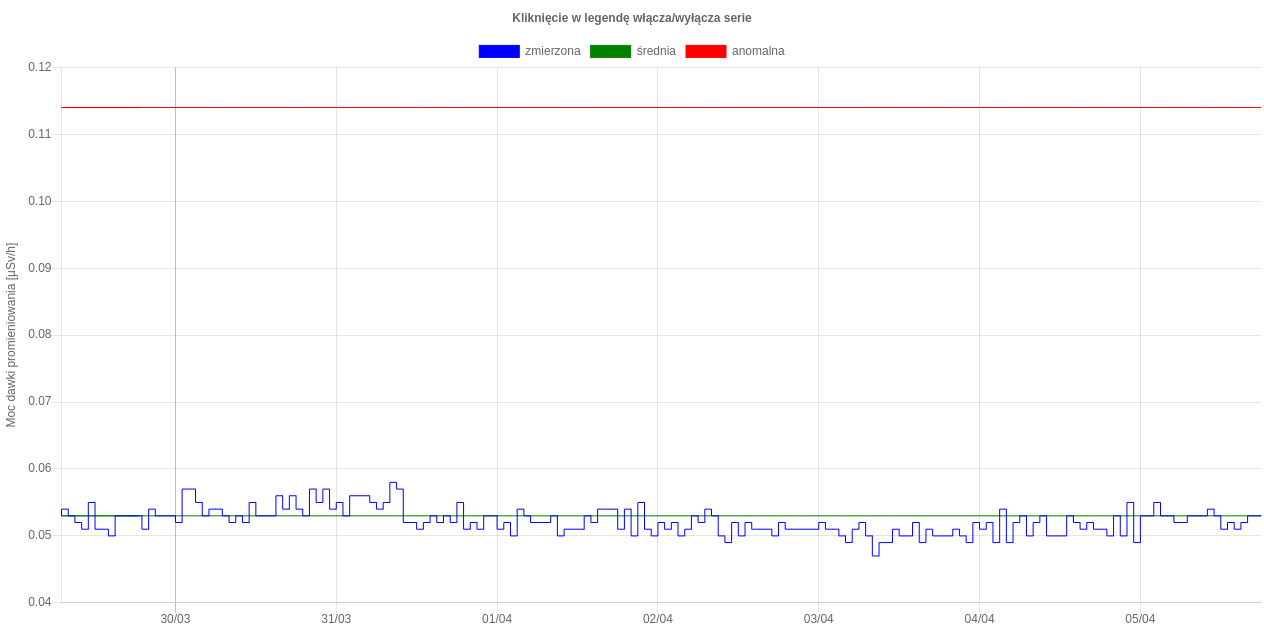 Kliknięcie w legendę włącza/wyłącza serie
zmierzona średnia anomalna
Moc dawki promieniowania [µSv/h]
0.12
0.11
0.10
0.09
0.08
0.07
0.06
0.05
0.04
30/03 31/03 01/04 02/04 03/04 04/04 05/04